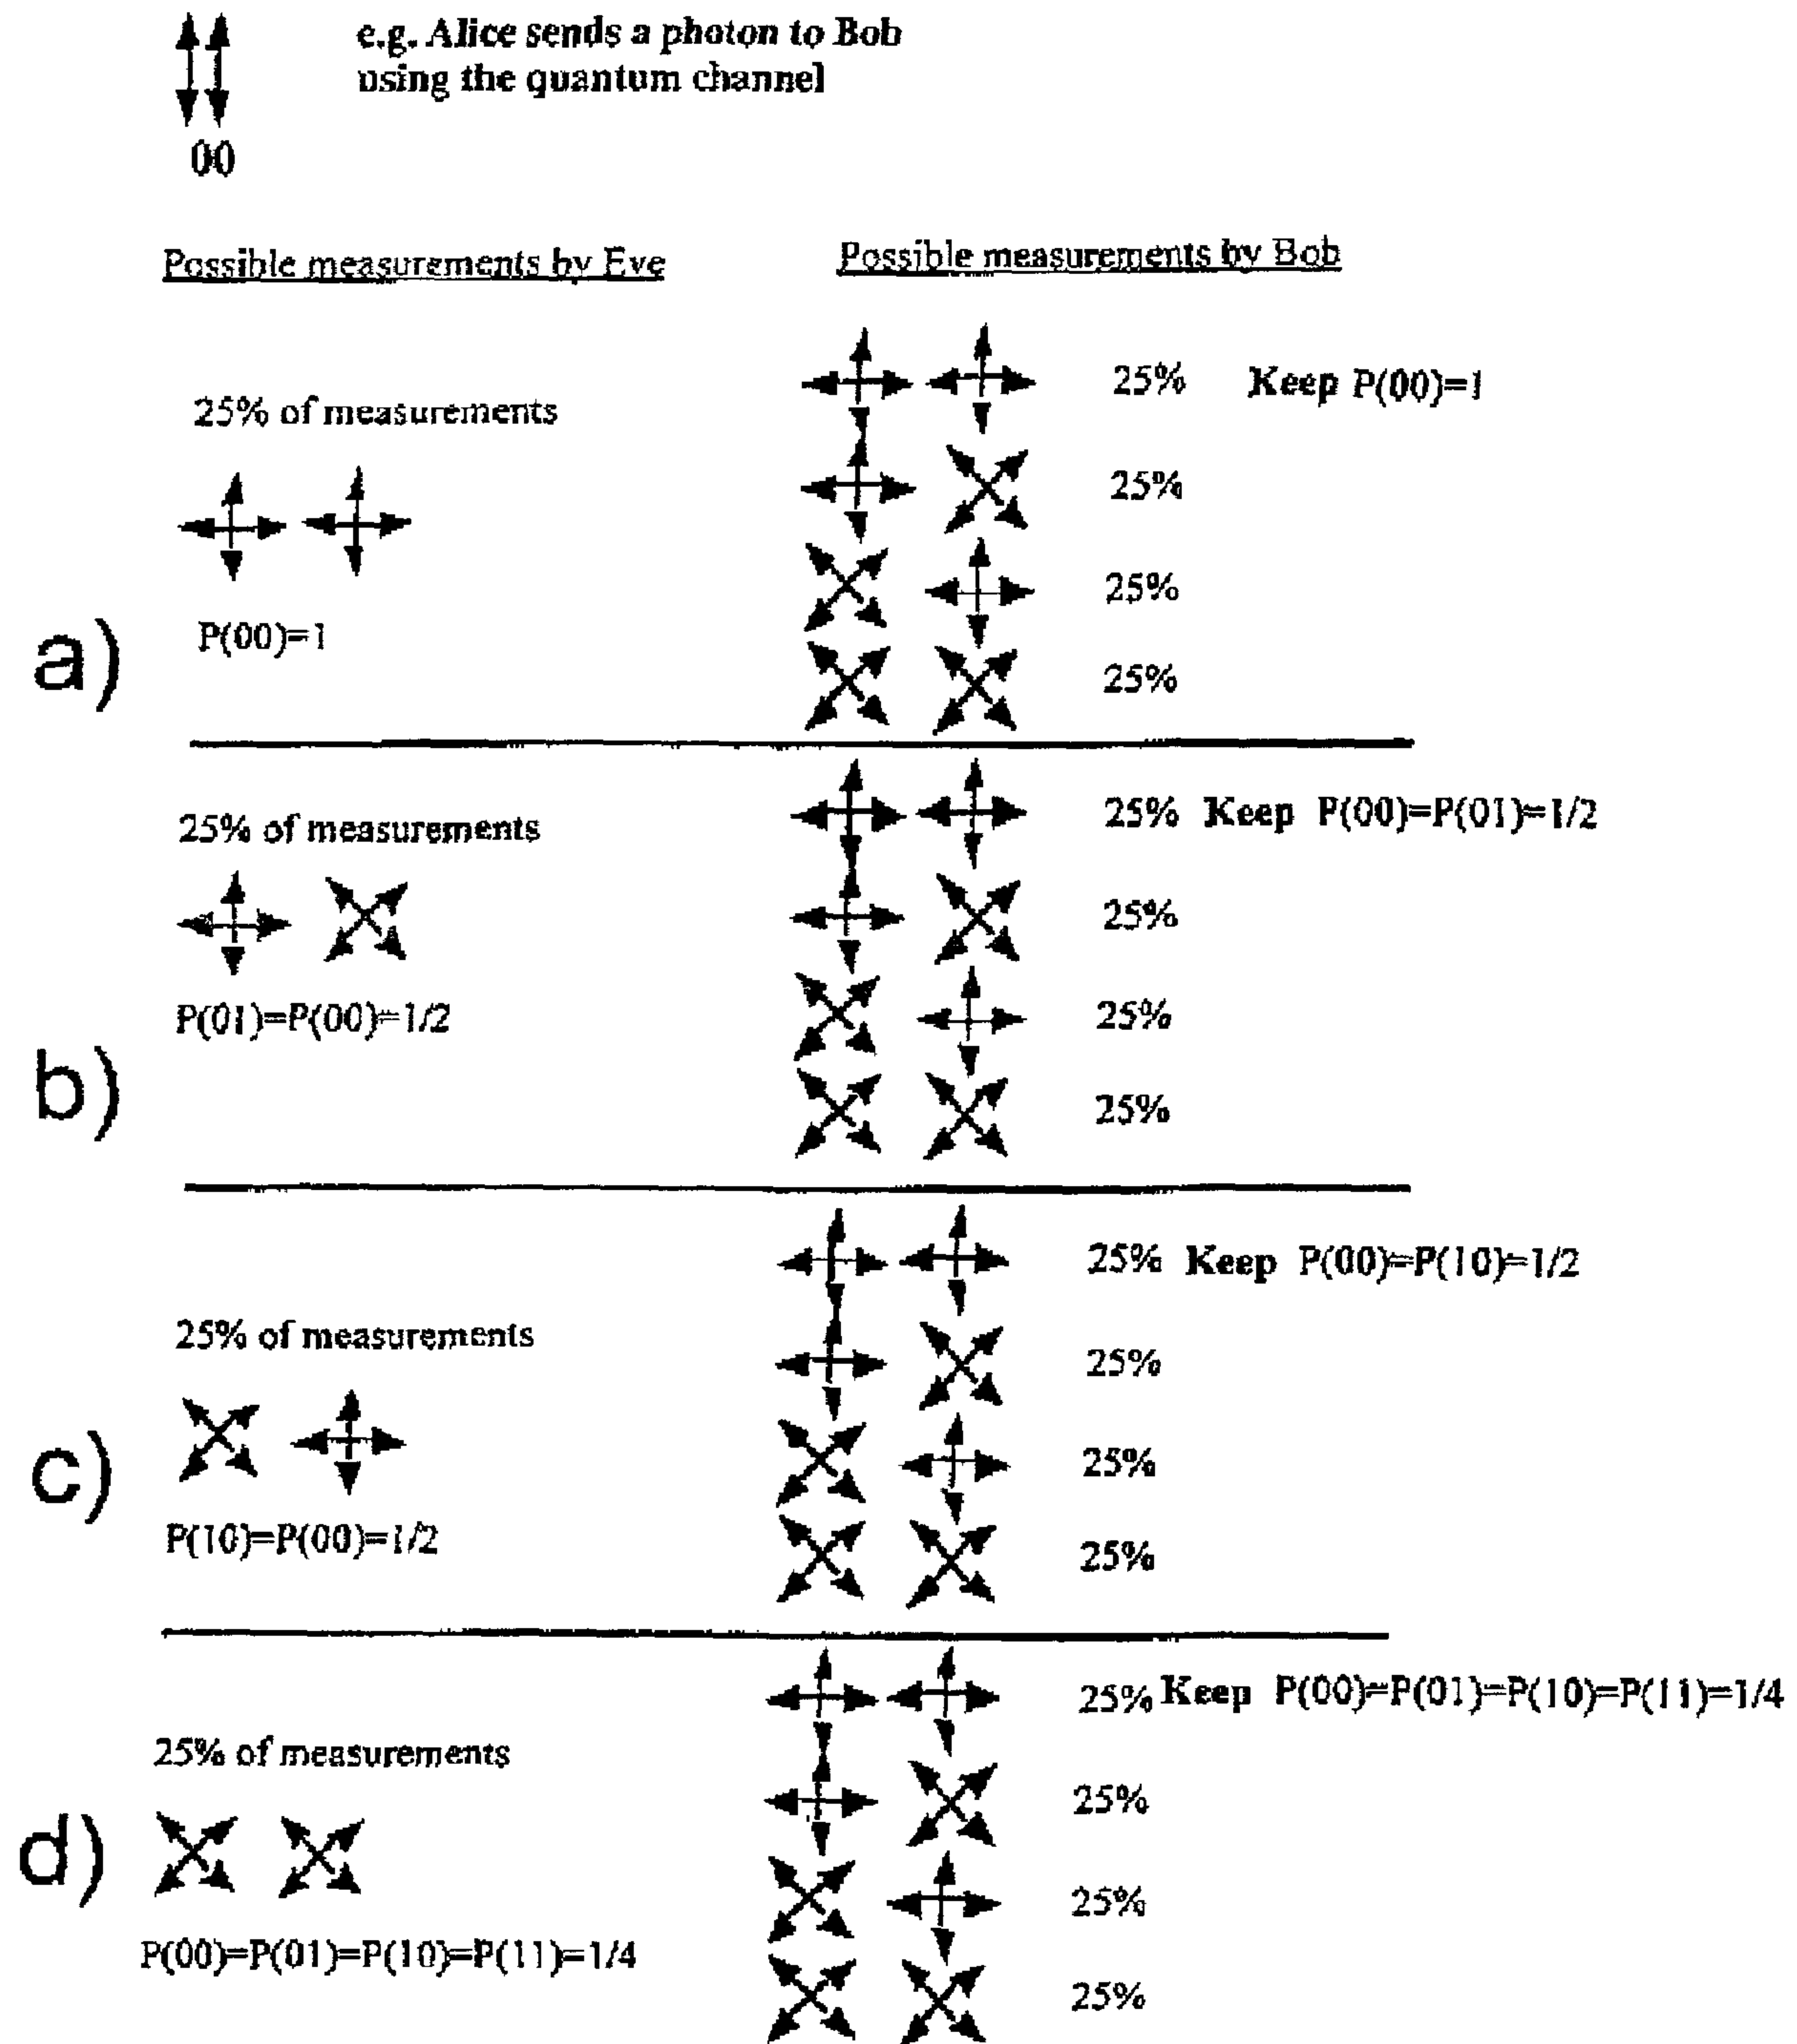 e.g. Alice sends a photon to Bob
using the quantum channel
00
Possible measurements by Eve
Possible measurements by Bob
a)
25% of measurements
P(00)=1
25% Keep P(00)=1
25%
25%
25%
b)
25% of measurements
P(01)=P(00)=1/2
25% Keep P(00)=P(01)=1/2
25%
25%
25%
c)
25% of measurements
P(10)=P(00)=1/2
25% Keep P(00)=P(10)=1/2
25%
25%
25%
d)
25% of measurements
P(00)=P(01)=P(10)=P(11)=1/4
25% Keep P(00)=P(01)=P(10)=P(11)=1/4
25%
25%
25%